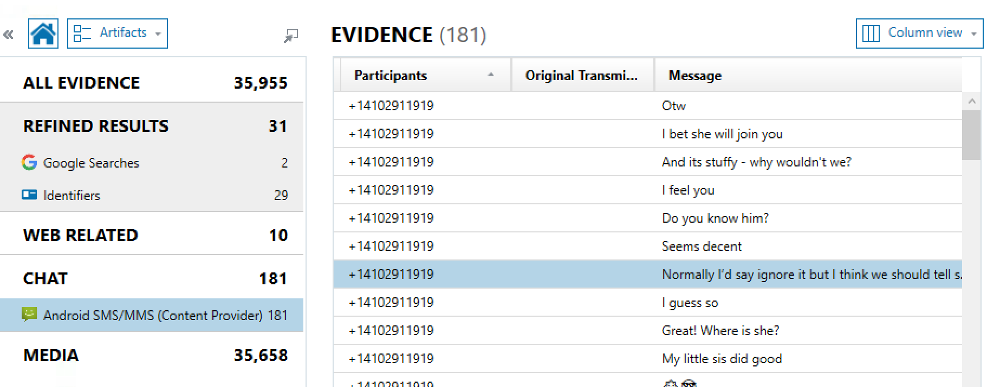 « Artifacts
EVIDENCE (181)
Column view
ALL EVIDENCE 35,955
REFINED RESULTS 31
Google Searches 2
Identifiers 29
WEB RELATED 10
CHAT 181
Android SMS/MMS (Content Provider) 181
MEDIA 35,658
Participants Original Transmi... Message
+14102911919 Otw
+14102911919 I bet she will join you
+14102911919 And its stuffy - why wouldn't we?
+14102911919 I feel you
+14102911919 Do you know him?
+14102911919 Seems decent
+14102911919 Normally I'd say ignore it but I think we should tell s.
+14102911919 I guess so
+14102911919 Great! Where is she?
+14102911919 My little sis did good
+14102911919